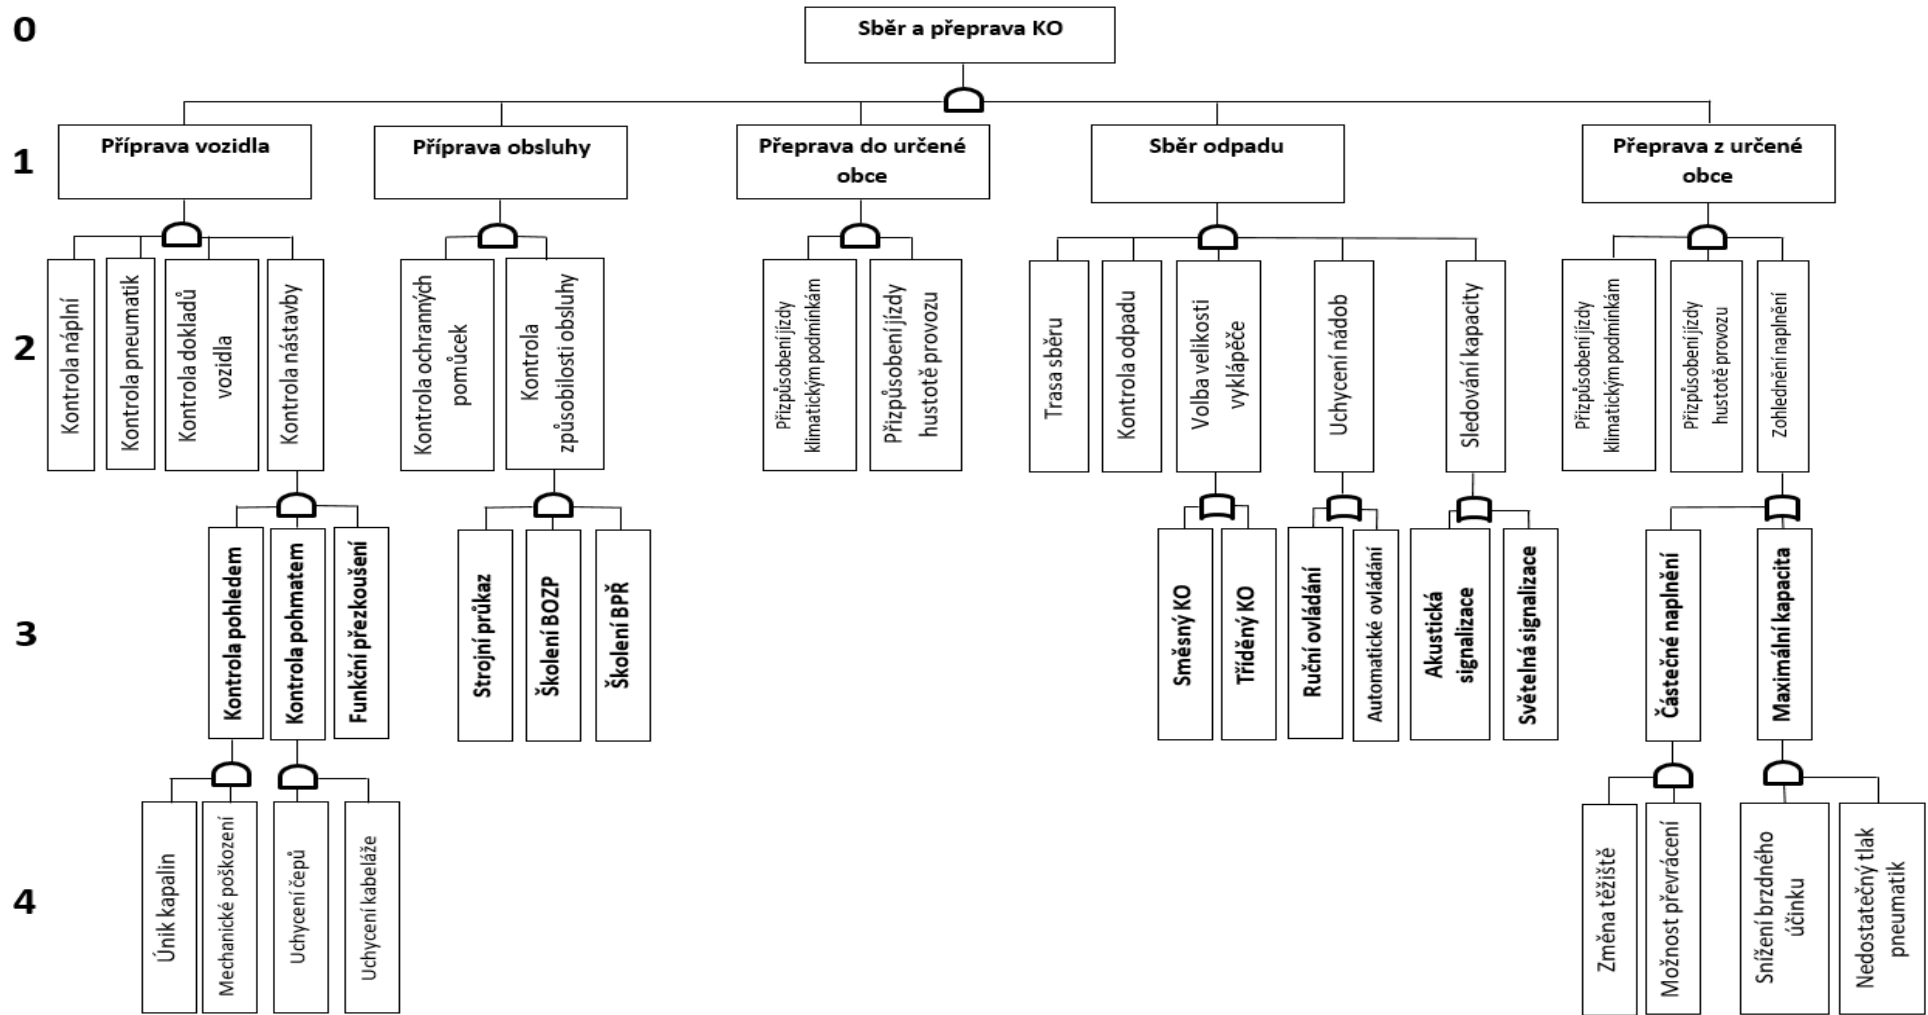 0
Sběr a přeprava KO
1
Příprava vozidla
Příprava obsluhy
Přeprava do určené
obce
Sběr odpadu
Přeprava z určené
obce
2
Kontrola náplní
Kontrola pneumatik
Kontrola dokladů
vozidla
Kontrola nástavby
Kontrola ochranných
pomůcek
Kontrola
způsobilosti obsluhy
Přizpůsobení jízdy
klimatickým podmínkám
Přizpůsobení jízdy
hustotě provozu
Trasa sběru
Kontrola odpadu
Volba velikosti
vyklápěče
Uchycení nádob
Sledování kapacity
Přizpůsobení jízdy
klimatickým podmínkám
Přizpůsobení jízdy
hustotě provozu
Zohlednění naplnění
3
Kontrola pohledem
Kontrola pohmatem
Funkční přezkoušení
Strojní průkaz
Školení BOZP
Školení BPŘ
Směsný KO
Tříděný KO
Ruční ovládání
Automatické ovládání
Akustická
signalizace
Světelná signalizace
Částečné naplnění
Maximální kapacita
4
Únik kapalin
Mechanické poškození
Uchycení čepů
Uchycení kabeláže
Změna těžiště
Možnost převrácení
Snížení brzdného
účinku
Nedostatečný tlak
pneumatik